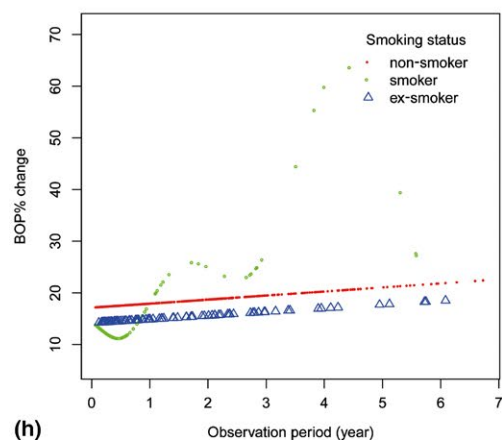 Smoking status
non-smoker
smoker
ex-smoker
BOP% change
70
60
50
40
30
20
10
0 1 2 3 4 5 6 7
Observation period (year)
(h)